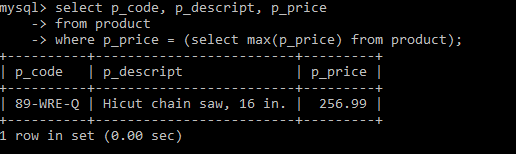 mysql> select p_code, p_descript, p_price
    -> from product
    -> where p_price = (select max(p_price) from product);
+----------+---------------------------+---------+
| p_code   | p_descript                | p_price |
+----------+---------------------------+---------+
| 89-WRE-Q | Hicut chain saw, 16 in.   |  256.99 |
+----------+---------------------------+---------+
1 row in set (0.00 sec)